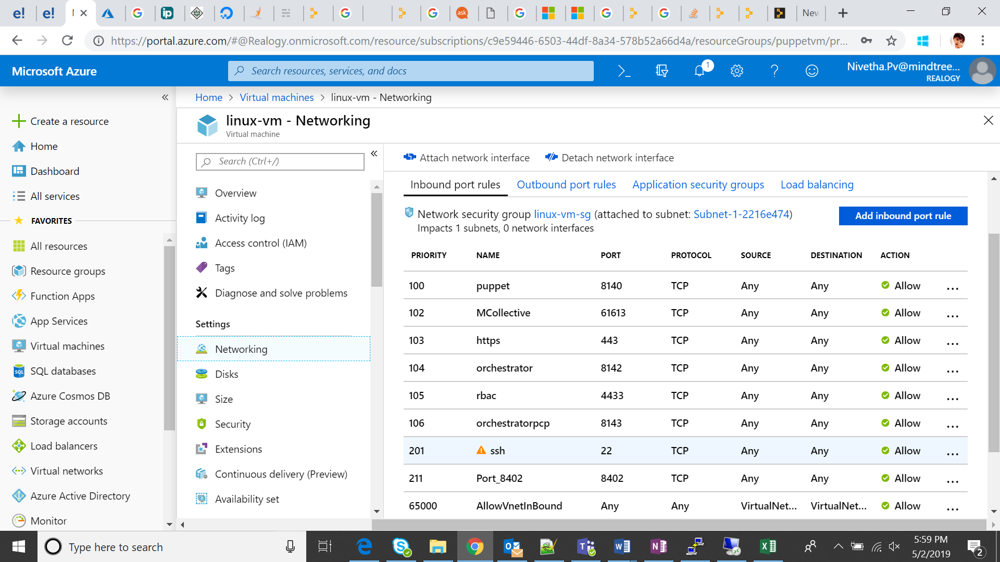 e! e! ip ask New
https://portal.azure.com/#@Realogy.onmicrosoft.com/resource/subscriptions/c9e59446-6503-44df-8a34-578b52a66d4a/resourceGroups/puppetvm/pr...
Microsoft Azure
Search resources, services, and docs
1
Nivetha.Pv@mindtree...
REALOGY
Home > Virtual machines > linux-vm - Networking
linux-vm - Networking
Virtual machine
Create a resource
Home
Dashboard
All services
FAVORITES
All resources
Resource groups
Function Apps
App Services
Virtual machines
SQL databases
Azure Cosmos DB
Storage accounts
Load balancers
Virtual networks
Azure Active Directory
Monitor
Search (Ctrl+/)
Overview
Activity log
Access control (IAM)
Tags
Diagnose and solve problems
Settings
Networking
Disks
Size
Security
Extensions
Continuous delivery (Preview)
Availability set
Attach network interface Detach network interface
Inbound port rules Outbound port rules Application security groups Load balancing
Network security group linux-vm-sg (attached to subnet: Subnet-1-2216e474)
Impacts 1 subnets, 0 network interfaces
Add inbound port rule
PRIORITY NAME PORT PROTOCOL SOURCE DESTINATION ACTION
100 puppet 8140 TCP Any Any Allow ...
102 MCollective 61613 TCP Any Any Allow ...
103 https 443 TCP Any Any Allow ...
104 orchestrator 8142 TCP Any Any Allow ...
105 rbac 4433 TCP Any Any Allow ...
106 orchestratorpcp 8143 TCP Any Any Allow ...
201 ssh 22 TCP Any Any Allow ...
211 Port_8402 8402 TCP Any Any Allow ...
65000 AllowVnetInBound Any Any VirtualNet... VirtualNet... Allow ...
Type here to search
5:59 PM
5/2/2019
2